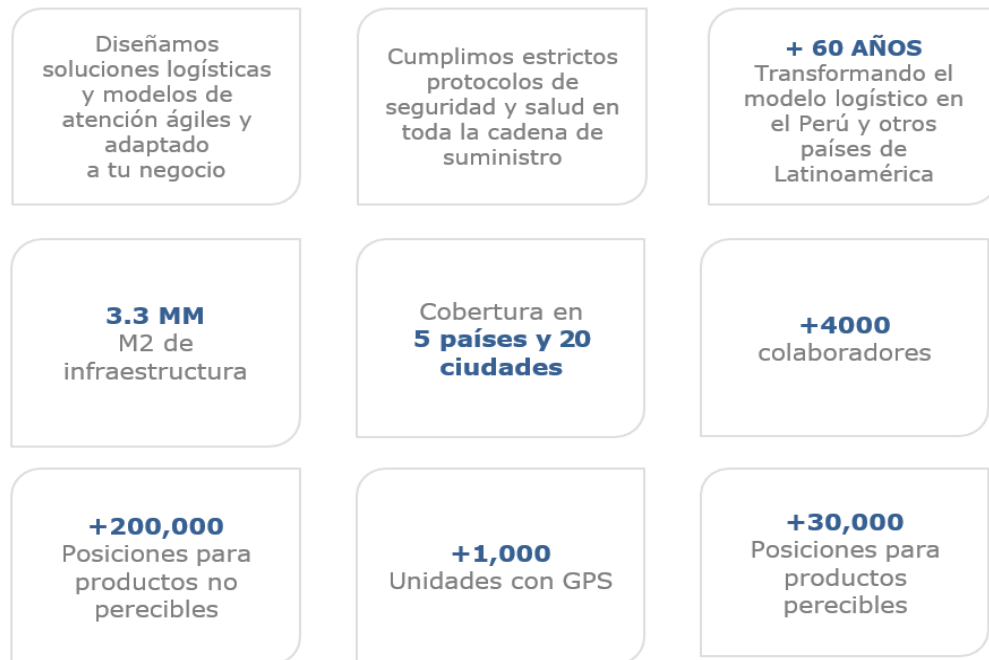 Diseñamos
soluciones logísticas
y modelos de
atención ágiles y
adaptado
a tu negocio
Cumplimos estrictos
protocolos de
seguridad y salud en
toda la cadena de
suministro
+ 60 AÑOS
Transformando el
modelo logístico en
el Perú y otros
países de
Latinoamérica
3.3 MM
M2 de
infraestructura
Cobertura en
5 países y 20
ciudades
+4000
colaboradores
+200,000
Posiciones para
productos no
perecibles
+1,000
Unidades con GPS
+30,000
Posiciones para
productos
perecibles